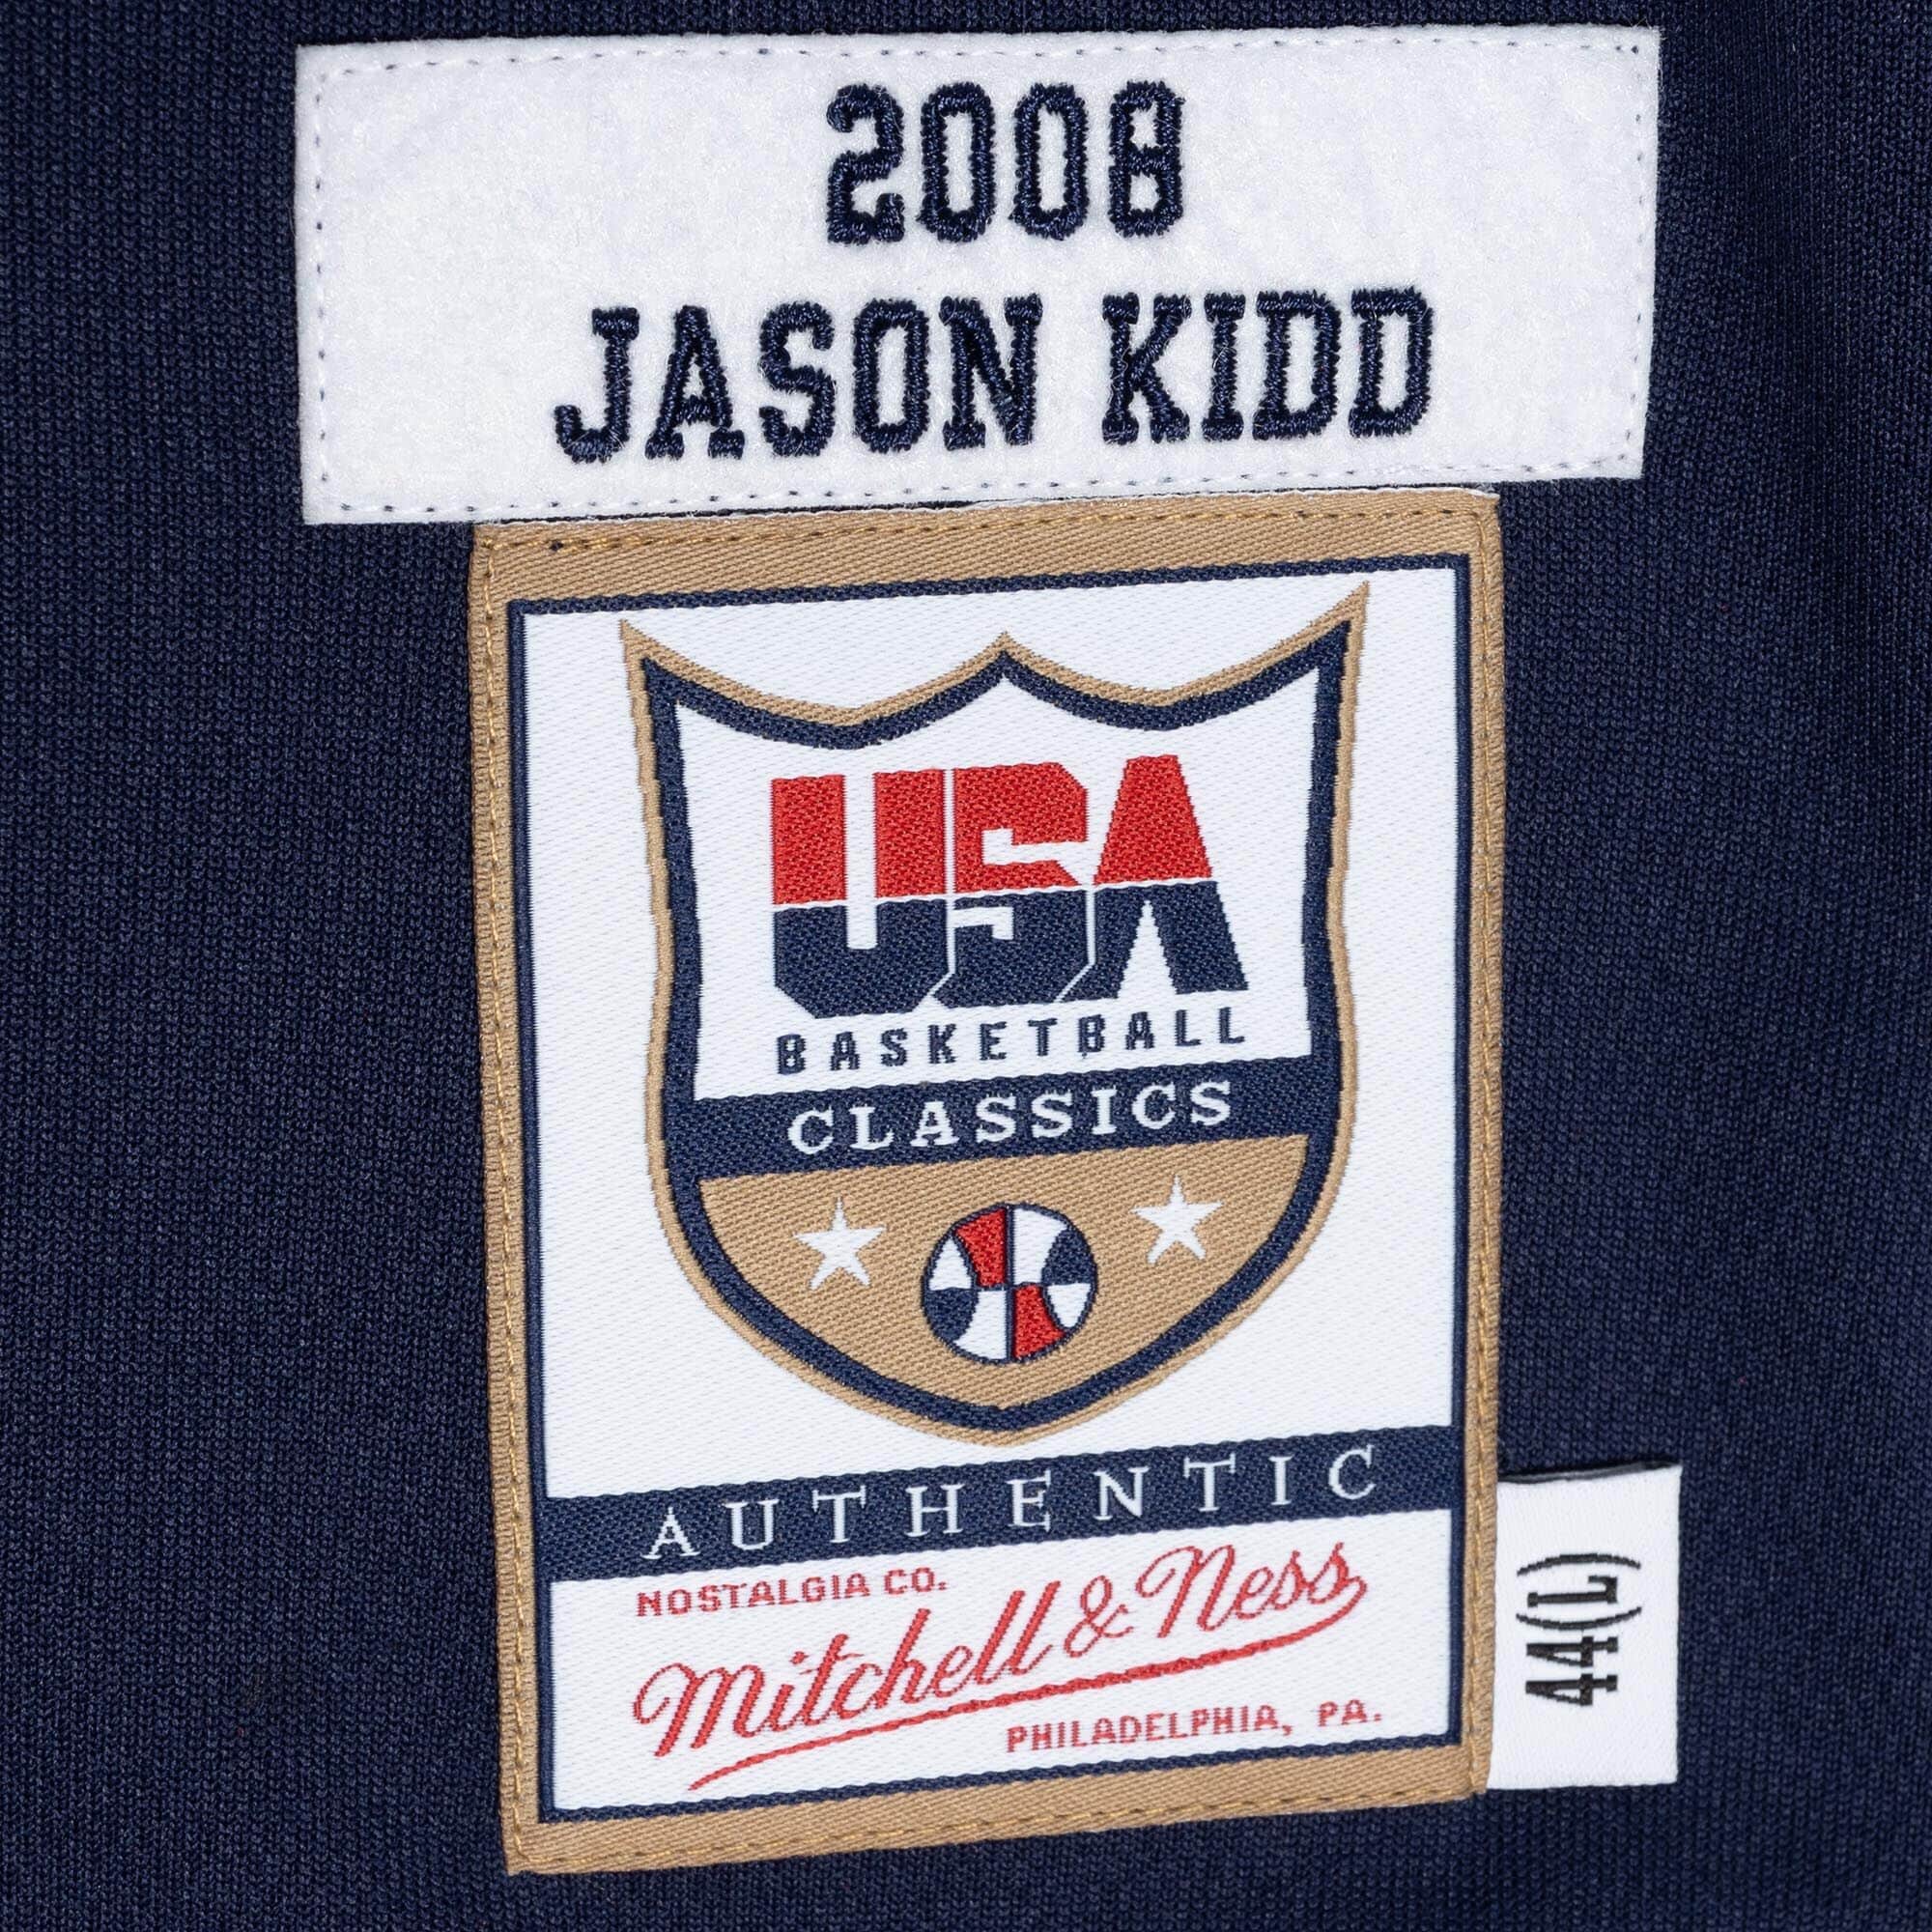 2008
JASON KIDD
USA
BASKETBALL
CLASSICS
AUTHENTIC
NOSTALGIA CO.
Mitchell & Ness
PHILADELPHIA, PA.
44(L)